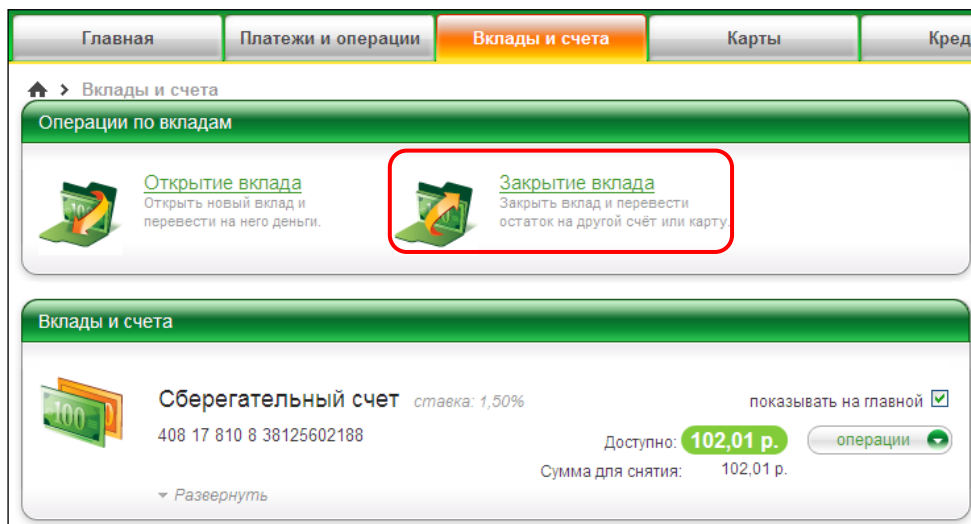 Главная Платежи и операции Вклады и счета Карты Кред
Вклады и счета
Операции по вкладам
Открытие вклада
Открыть новый вклад и
перевести на него деньги.
Закрытие вклада
Закрыть вклад и перевести
остаток на другой счёт или карту.
Вклады и счета
Сберегательный счет ставка: 1,50% показывать на главной
408 17 810 8 38125602188
Доступно: 102,01 р. операции
Сумма для снятия: 102,01 р.
Развернуть